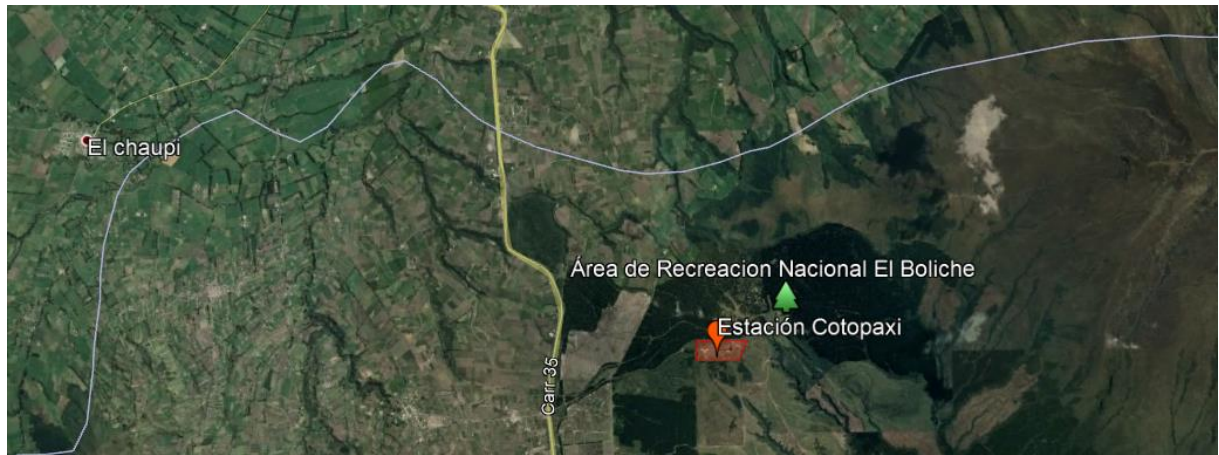 El chaupi
Área de Recreacion Nacional El Boliche
Estación Cotopaxi
Carr 35